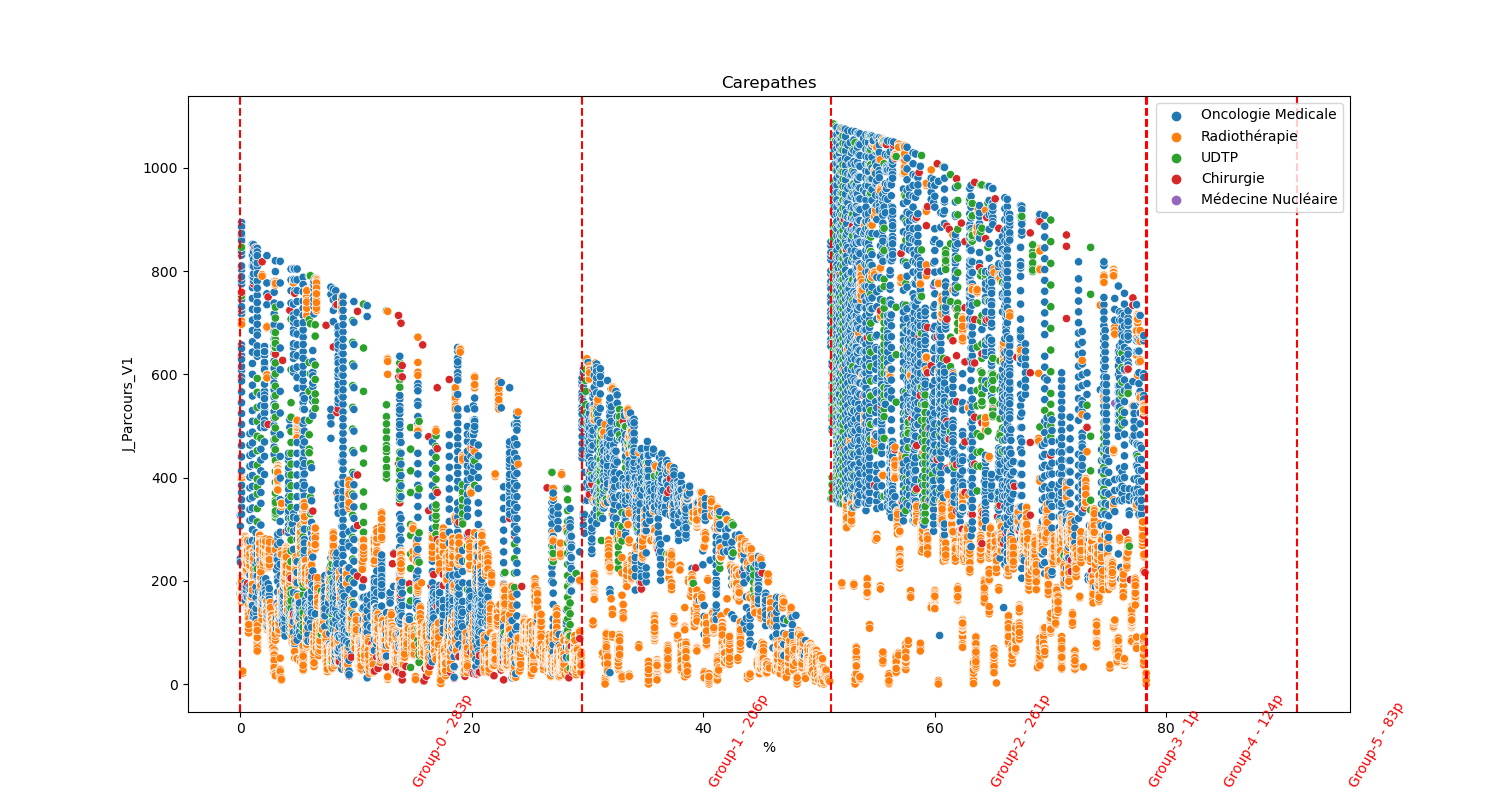 Carepathes
Oncologie Medicale
Radiothérapie
UDTP
Chirurgie
Médecine Nucléaire
J_Parcours_V1
1000
800
600
400
200
0
0
20
40
60
80
%
Group-0 - 283p
Group-1 - 206p
Group-2 - 261p
Group-3 - 1p
Group-4 - 124p
Group-5 - 83p